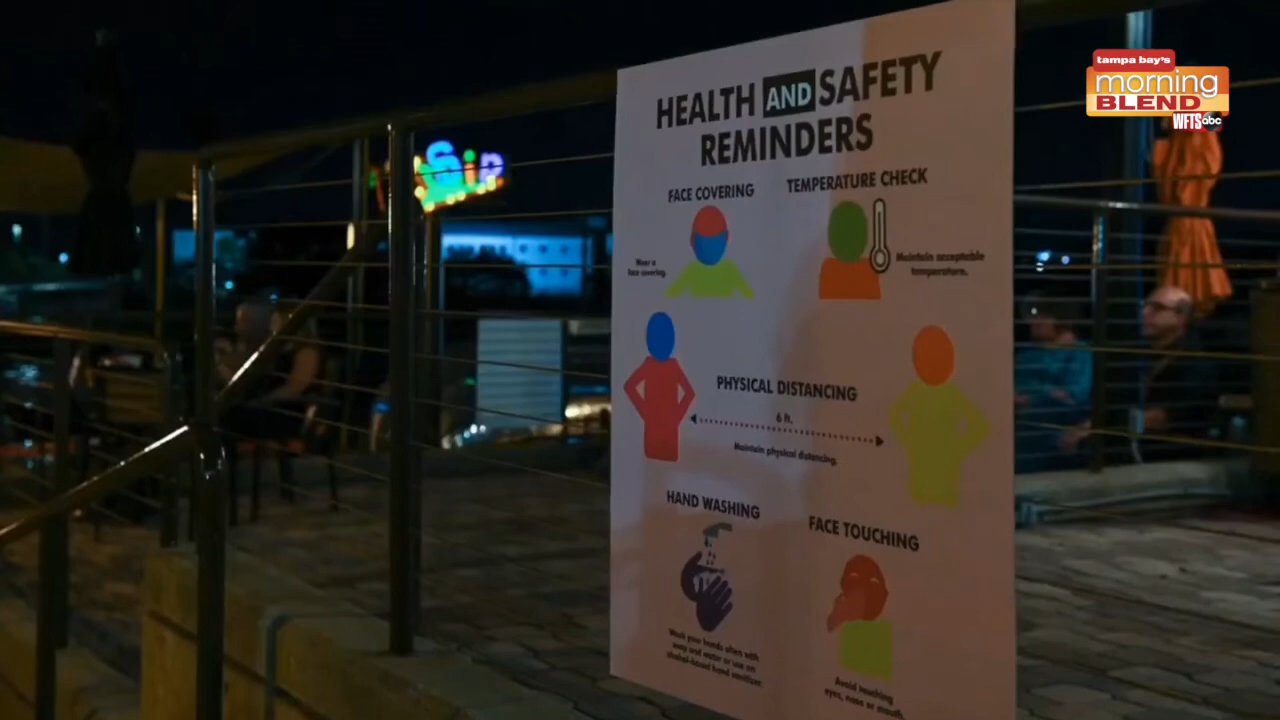 tampa bay's
morning
BLEND
WFTS abc
Sip
HEALTH AND SAFETY
REMINDERS
FACE COVERING
TEMPERATURE CHECK
Wear a
face covering.
Maintain acceptable
temperature.
PHYSICAL DISTANCING
6 ft.
Maintain physical distancing.
HAND WASHING
FACE TOUCHING
Wash your hands often with
soap and water or use an
alcohol-based hand sanitizer.
Avoid touching
eyes, nose or mouth.